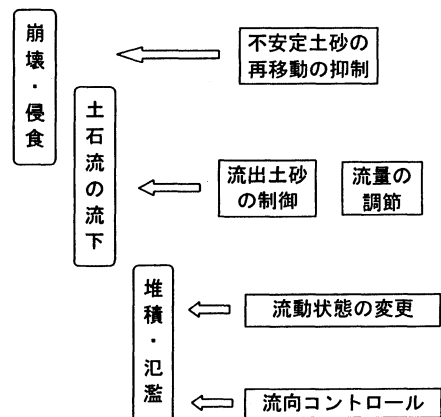 崩壊・侵食
不安定土砂の
再移動の抑制
土石流の流下
流出土砂
の制御
流量の
調節
堆積・氾濫
流動状態の変更
流向コントロール